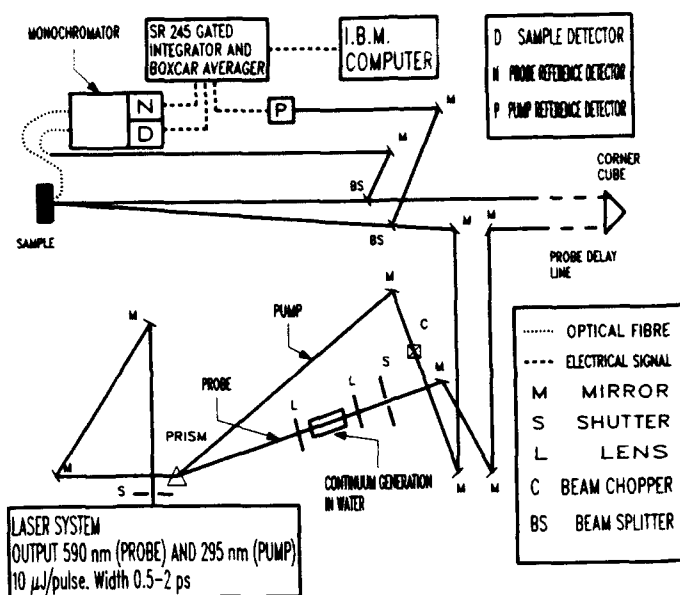 MONOCHROMATOR
SR 245 GATED
INTEGRATOR AND
BOXCAR AVERAGER
I.B.M.
COMPUTER
D SAMPLE DETECTOR
N PROBE REFERENCE DETECTOR
P PUMP REFERENCE DETECTOR
N
D
P
M
M
CORNER
CUBE
BS
SAMPLE
BS
M
M
PROBE DELAY
LINE
M
M
PUMP
C
PROBE
L
L
S
M
PRISM
M
S
CONTINUUM GENERATION
IN WATER
M
M
OPTICAL FIBRE
ELECTRICAL SIGNAL
M MIRROR
S SHUTTER
L LENS
C BEAM CHOPPER
BS BEAM SPLITTER
LASER SYSTEM
OUTPUT 590 nm (PROBE) AND 295 nm (PUMP)
10 μJ/pulse. Width 0.5-2 ps